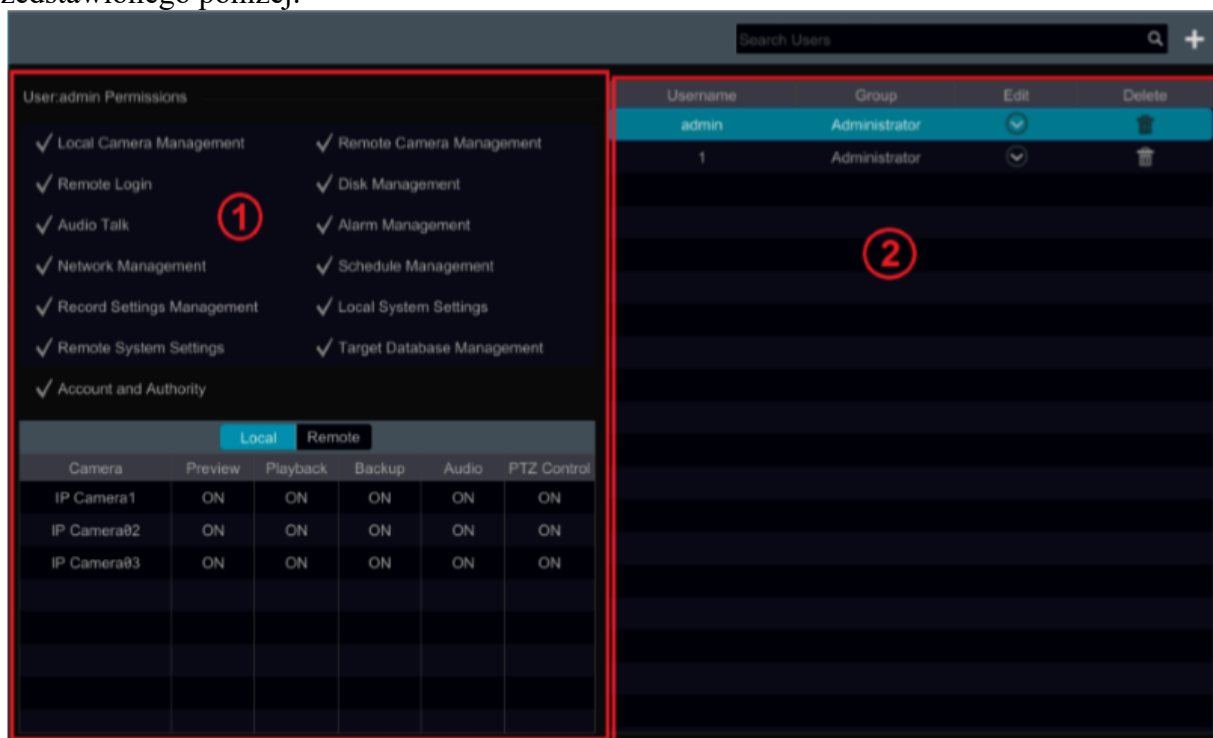 zedstawionego poniżej.
Search Users
User:admin Permissions
Local Camera Management Remote Camera Management
Remote Login Disk Management
Audio Talk Alarm Management
Network Management Schedule Management
Record Settings Management Local System Settings
Remote System Settings Target Database Management
Account and Authority
1
Local Remote
Camera Preview Playback Backup Audio PTZ Control
IP Camera1 ON ON ON ON ON
IP Camera02 ON ON ON ON ON
IP Camera03 ON ON ON ON ON
Username Group Edit Delete
admin Administrator
1 Administrator
2